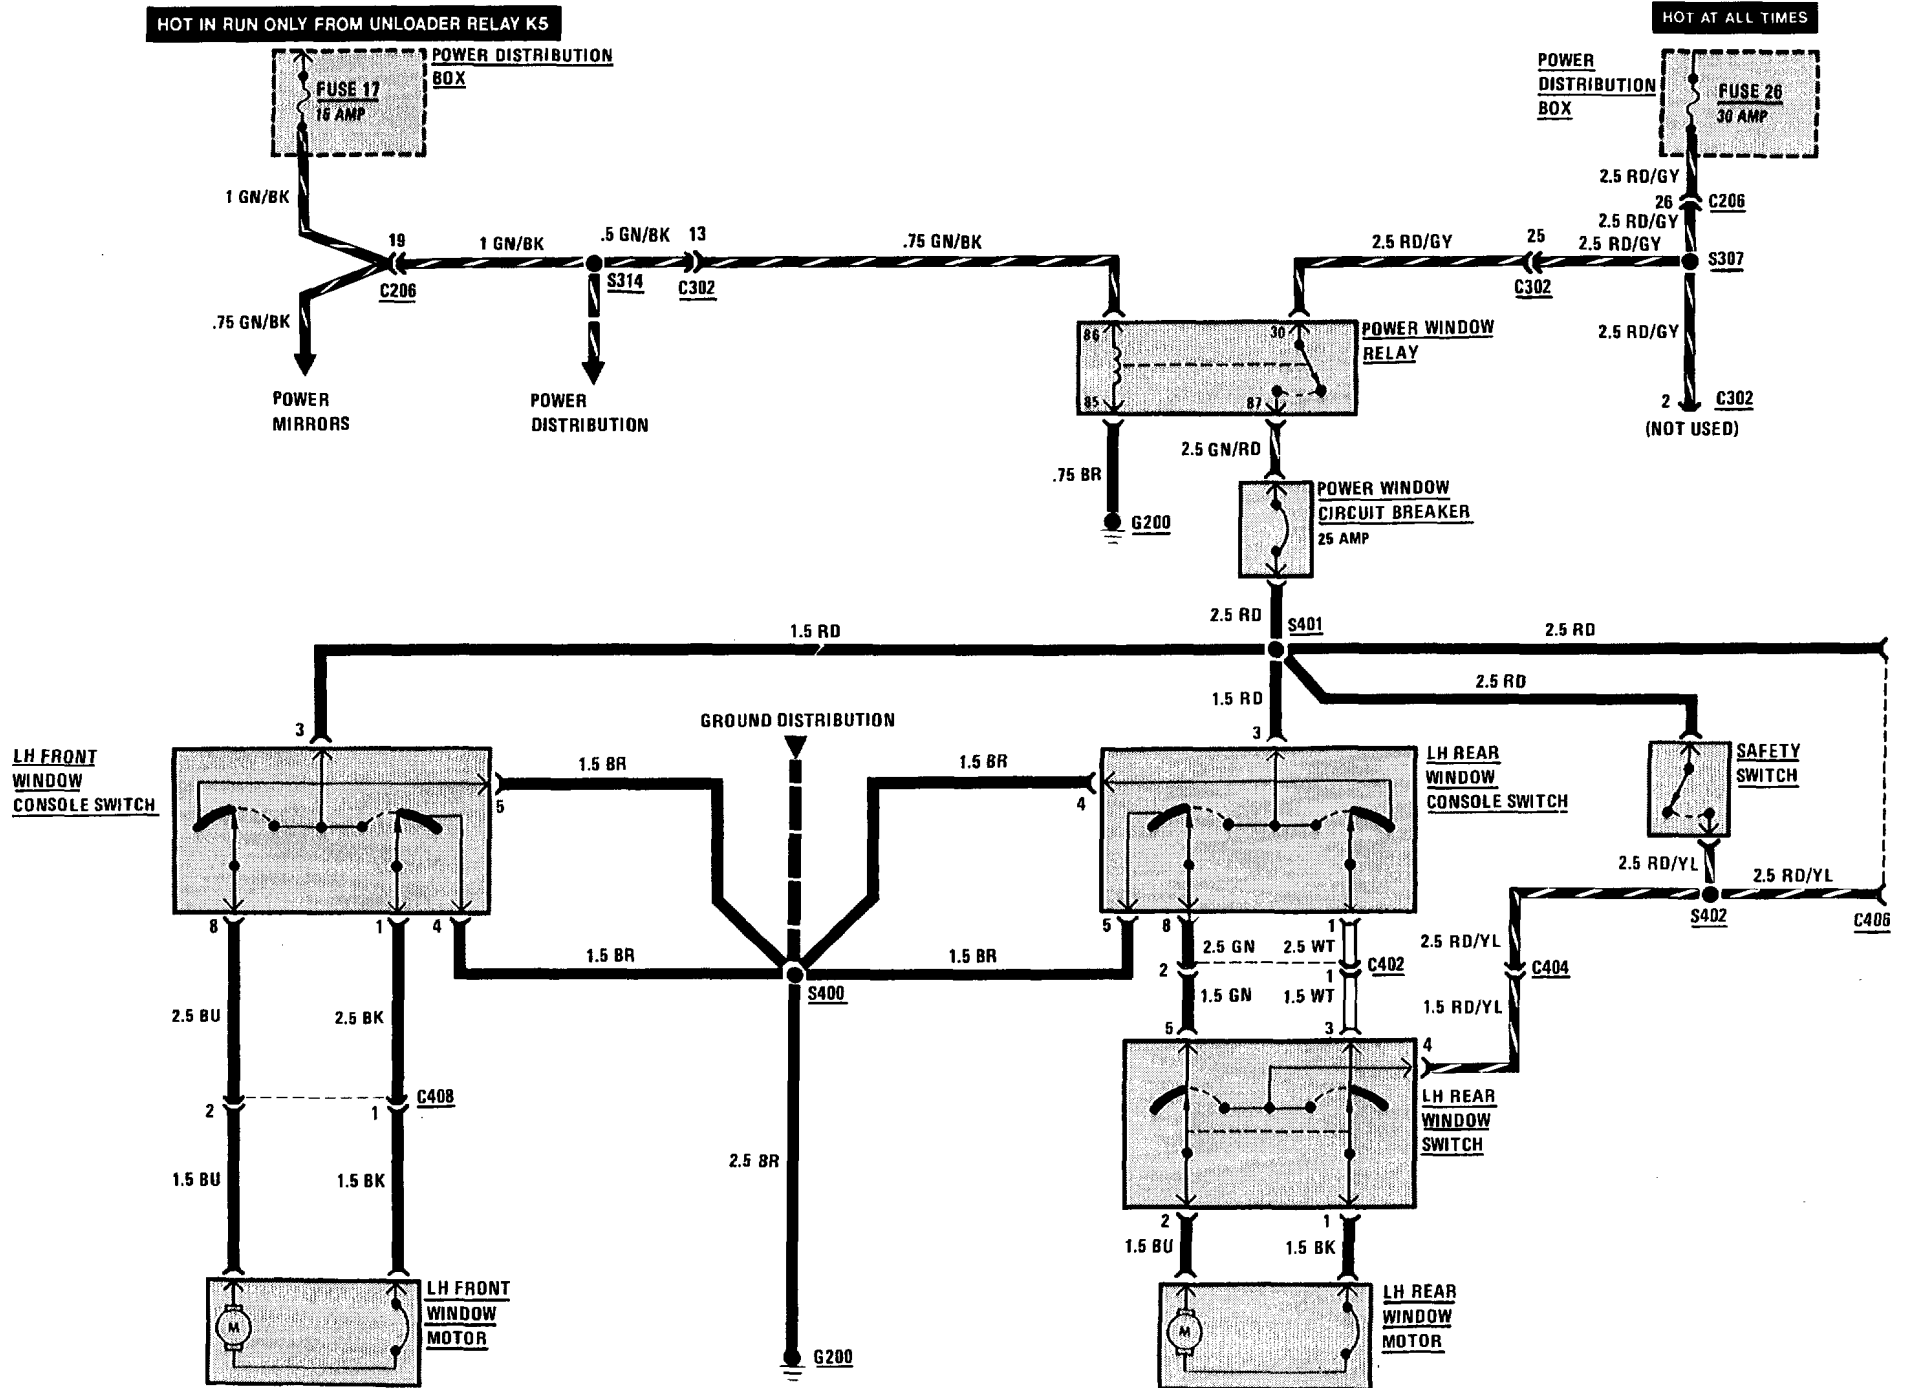 HOT IN RUN ONLY FROM UNLOADER RELAY K5
HOT AT ALL TIMES
POWER DISTRIBUTION
BOX
FUSE 17
15 AMP
POWER
DISTRIBUTION
BOX
FUSE 26
30 AMP
1 GN/BK
2.5 RD/GY
26
C206
2.5 RD/GY
19
1 GN/BK
.5 GN/BK
13
.75 GN/BK
2.5 RD/GY
25
2.5 RD/GY
S307
C206
S314
C302
C302
.75 GN/BK
86
30
POWER WINDOW
RELAY
2.5 RD/GY
85
87
2
C302
(NOT USED)
POWER
MIRRORS
POWER
DISTRIBUTION
2.5 GN/RD
.75 BR
G200
POWER WINDOW
CIRCUIT BREAKER
25 AMP
2.5 RD
S401
1.5 RD
2.5 RD
1.5 RD
2.5 RD
3
GROUND DISTRIBUTION
3
LH FRONT
WINDOW
CONSOLE SWITCH
1.5 BR
5
1.5 BR
4
LH REAR
WINDOW
CONSOLE SWITCH
SAFETY
SWITCH
2.5 RD/YL
2.5 RD/YL
S402
C406
8
1
4
5
8
1
1.5 BR
1.5 BR
S400
2.5 GN
2.5 WT
2
1
C402
1.5 GN
1.5 WT
2.5 RD/YL
C404
1.5 RD/YL
2.5 BU
2.5 BK
5
3
4
2
1
C408
LH REAR
WINDOW
SWITCH
1.5 BU
1.5 BK
2.5 BR
2
1
1.5 BU
1.5 BK
LH FRONT
WINDOW
MOTOR
M
G200
LH REAR
WINDOW
MOTOR
M